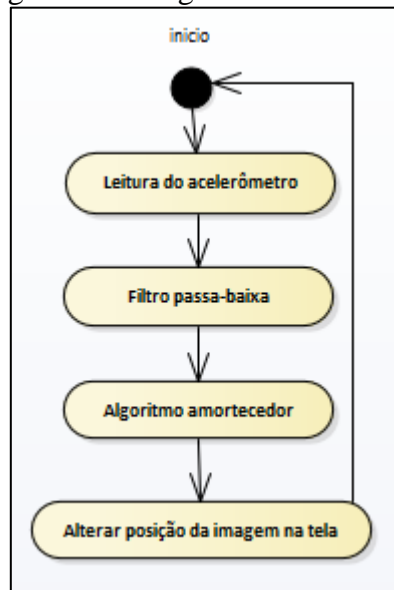 inicio
Leitura do acelerômetro
Filtro passa-baixa
Algoritmo amortecedor
Alterar posição da imagem na tela